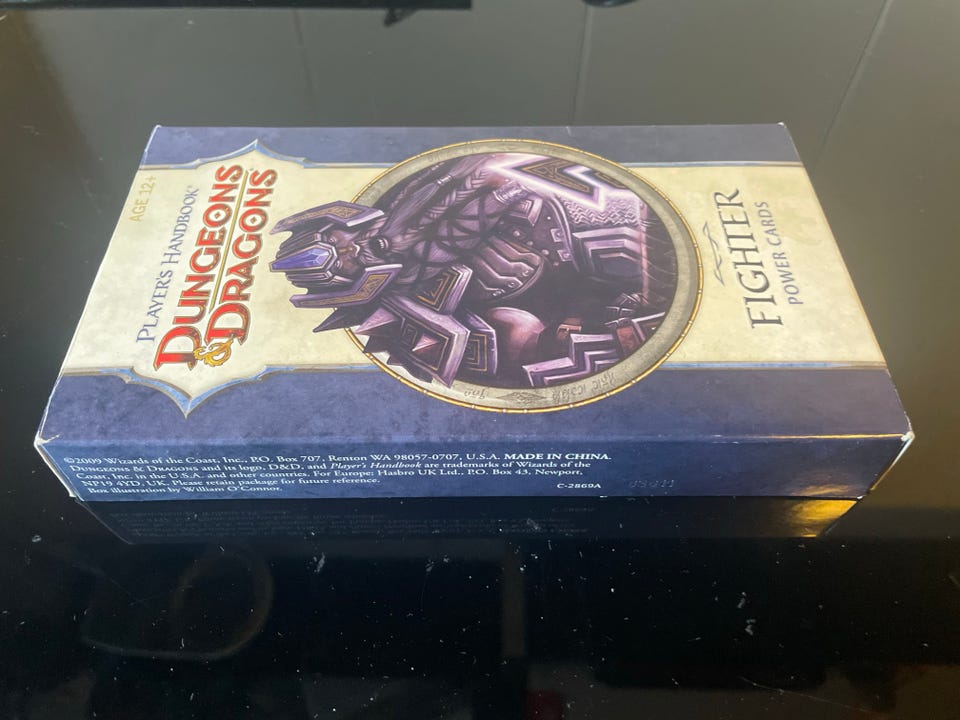 AGE 12+
PLAYER'S HANDBOOK®
DUNGEONS
& DRAGONS®
FIGHTER
POWER CARDS
©2009 Wizards of the Coast, Inc., P.O. Box 707, Renton WA 98057-0707, U.S.A. MADE IN CHINA.
DUNGEONS & DRAGONS and its logo, D&D, and Player's Handbook are trademarks of Wizards of the
Coast, Inc. in the U.S.A. and other countries. For Europe: Hasbro UK Ltd., P.O. Box 43, Newport,
NP19 4YD, UK. Please retain package for future reference.
Box illustration by William O'Connor.
C-2869A